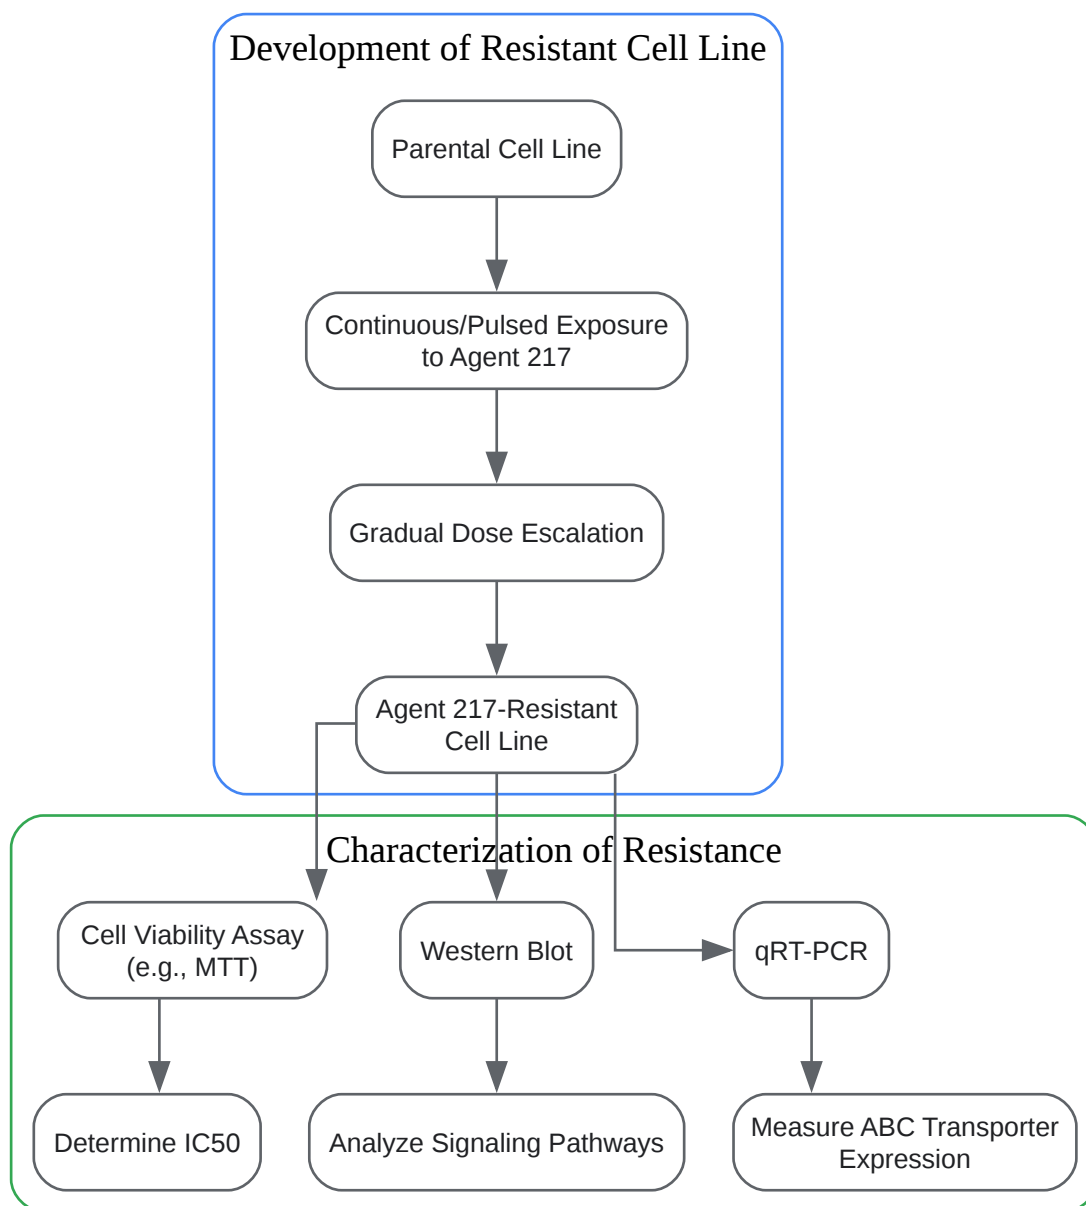 Development of Resistant Cell Line
Parental Cell Line
Continuous/Pulsed Exposure
to Agent 217
Gradual Dose Escalation
Agent 217-Resistant
Cell Line
Characterization of Resistance
Cell Viability Assay
(e.g., MTT)
Western Blot
qRT-PCR
Determine IC50
Analyze Signaling Pathways
Measure ABC Transporter
Expression